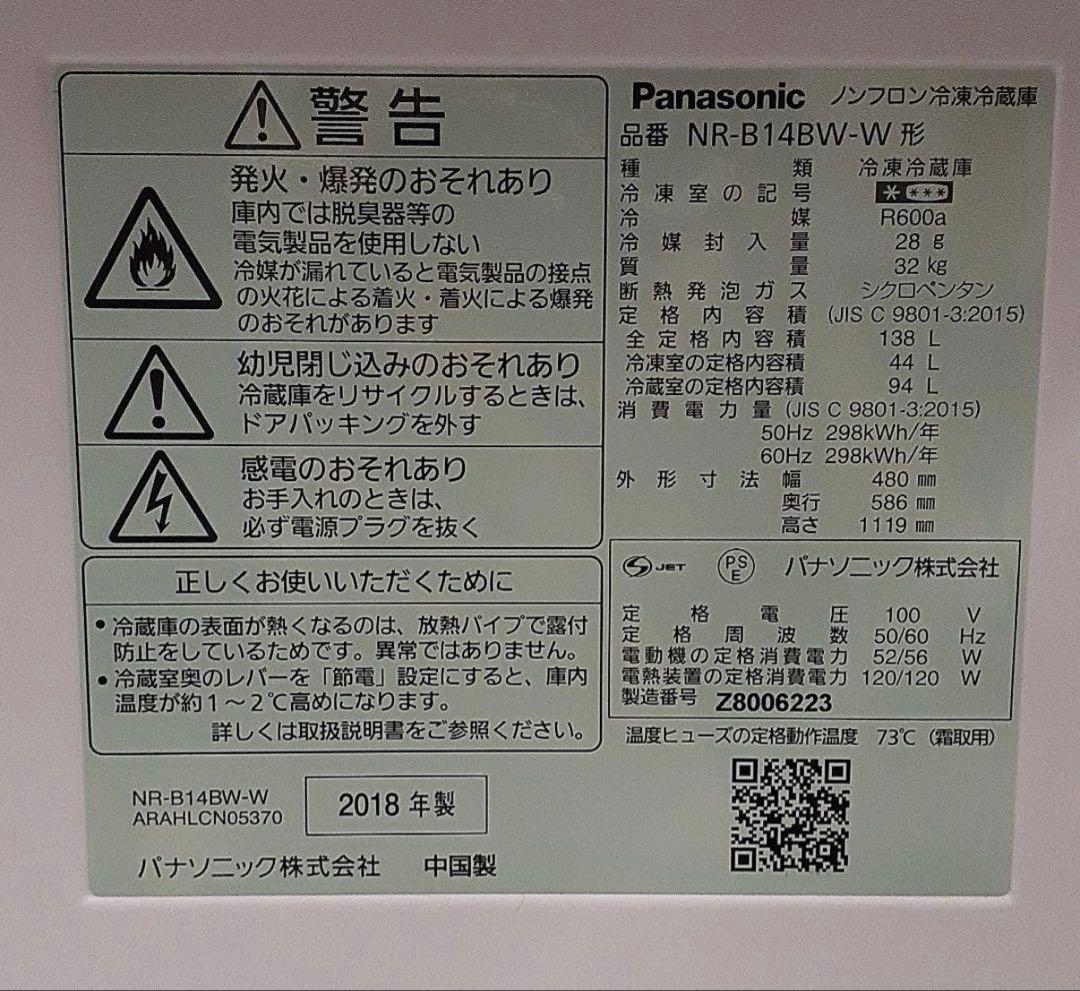 警告
発火・爆発のおそれあり
庫内では脱臭器等の
電気製品を使用しない
冷媒が漏れていると電気製品の接点
の火花による着火・着火による爆発
のおそれがあります
幼児閉じ込みのおそれあり
冷蔵庫をリサイクルするときは、
ドアパッキングを外す
感電のおそれあり
お手入れのときは、
必ず電源プラグを抜く
正しくお使いいただくために
• 冷蔵庫の表面が熱くなるのは、放熱パイプで露付
防止をしているためです。異常ではありません。
• 冷蔵室奥のレバーを「節電」設定にすると、庫内
温度が約1～2℃高めになります。
詳しくは取扱説明書をご参照ください。
NR-B14BW-W
ARAHLCN05370
2018年製
パナソニック株式会社 中国製
Panasonic ノンフロン冷凍冷蔵庫
品番 NR-B14BW-W 形
種類 冷凍冷蔵庫
冷凍室の記号 * ***
冷媒 R600a
冷媒封入量 28 g
質量 32 kg
断熱発泡ガス シクロペンタン
定格内容積 (JIS C 9801-3:2015)
全定格内容積 138 L
冷凍室の定格内容積 44 L
冷蔵室の定格内容積 94 L
消費電力量 (JIS C 9801-3:2015)
50Hz 298kWh/年
60Hz 298kWh/年
外形寸法 幅 480 mm
奥行 586 mm
高さ 1119 mm
S JET PS E パナソニック株式会社
定格電圧 100 V
定格周波数 50/60 Hz
電動機の定格消費電力 52/56 W
電熱装置の定格消費電力 120/120 W
製造番号 Z8006223
温度ヒューズの定格動作温度 73℃ (霜取用)